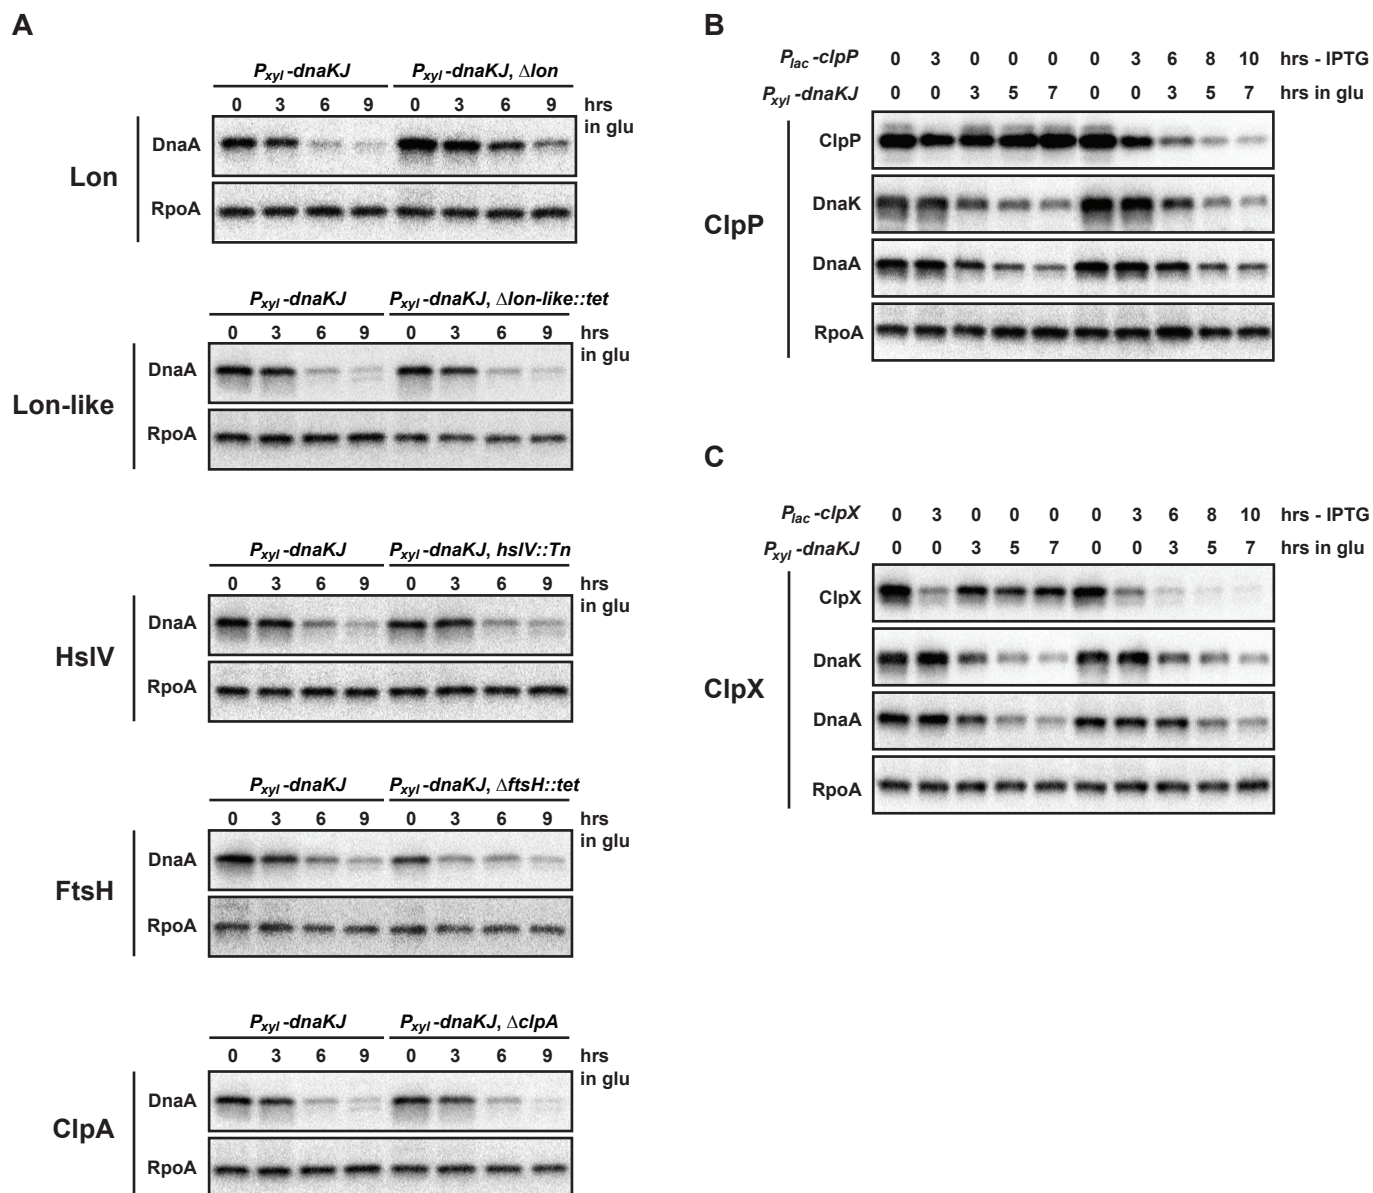 A
P_xyl-dnaKJ P_xyl-dnaKJ, Δlon
0 3 6 9 0 3 6 9 hrs in glu
DnaA
Lon
RpoA
P_xyl-dnaKJ P_xyl-dnaKJ, Δlon-like::tet
0 3 6 9 0 3 6 9 hrs in glu
DnaA
Lon-like
RpoA
P_xyl-dnaKJ P_xyl-dnaKJ, hslV::Tn
0 3 6 9 0 3 6 9 hrs in glu
DnaA
HslV
RpoA
P_xyl-dnaKJ P_xyl-dnaKJ, ΔftsH::tet
0 3 6 9 0 3 6 9 hrs in glu
DnaA
FtsH
RpoA
P_xyl-dnaKJ P_xyl-dnaKJ, ΔclpA
0 3 6 9 0 3 6 9 hrs in glu
DnaA
ClpA
RpoA
B
P_lac-clpP 0 3 0 0 0 0 3 6 8 10 hrs - IPTG
P_xyl-dnaKJ 0 0 3 5 7 0 0 3 5 7 hrs in glu
ClpP
DnaK
ClpP
DnaA
RpoA
C
P_lac-clpX 0 3 0 0 0 0 3 6 8 10 hrs - IPTG
P_xyl-dnaKJ 0 0 3 5 7 0 0 3 5 7 hrs in glu
ClpX
DnaK
ClpX
DnaA
RpoA